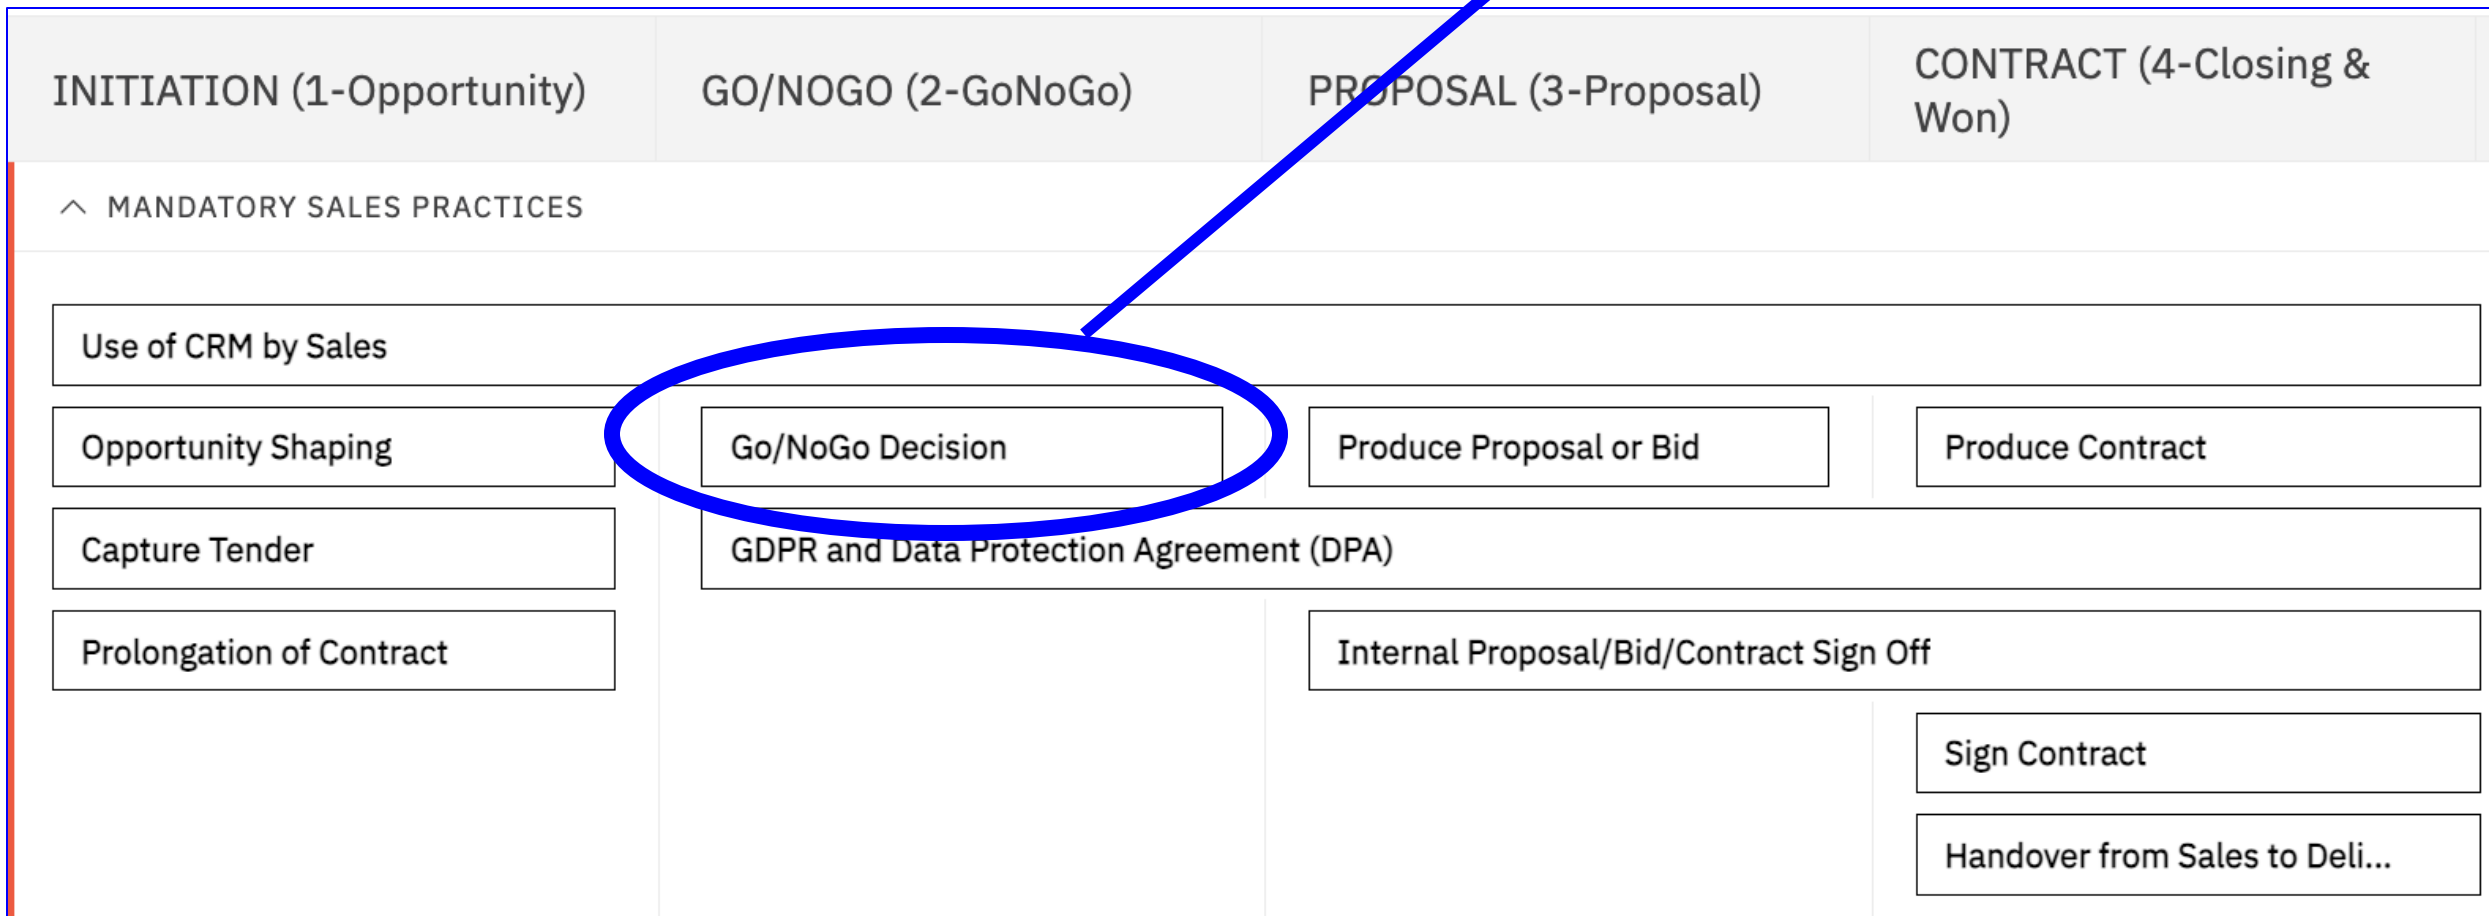 INITIATION (1-Opportunity)
GO/NOGO (2-GoNoGo)
PROPOSAL (3-Proposal)
CONTRACT (4-Closing &
Won)
MANDATORY SALES PRACTICES
Use of CRM by Sales
Opportunity Shaping
Go/NoGo Decision
Produce Proposal or Bid
Produce Contract
Capture Tender
GDPR and Data Protection Agreement (DPA)
Prolongation of Contract
Internal Proposal/Bid/Contract Sign Off
Sign Contract
Handover from Sales to Deli...